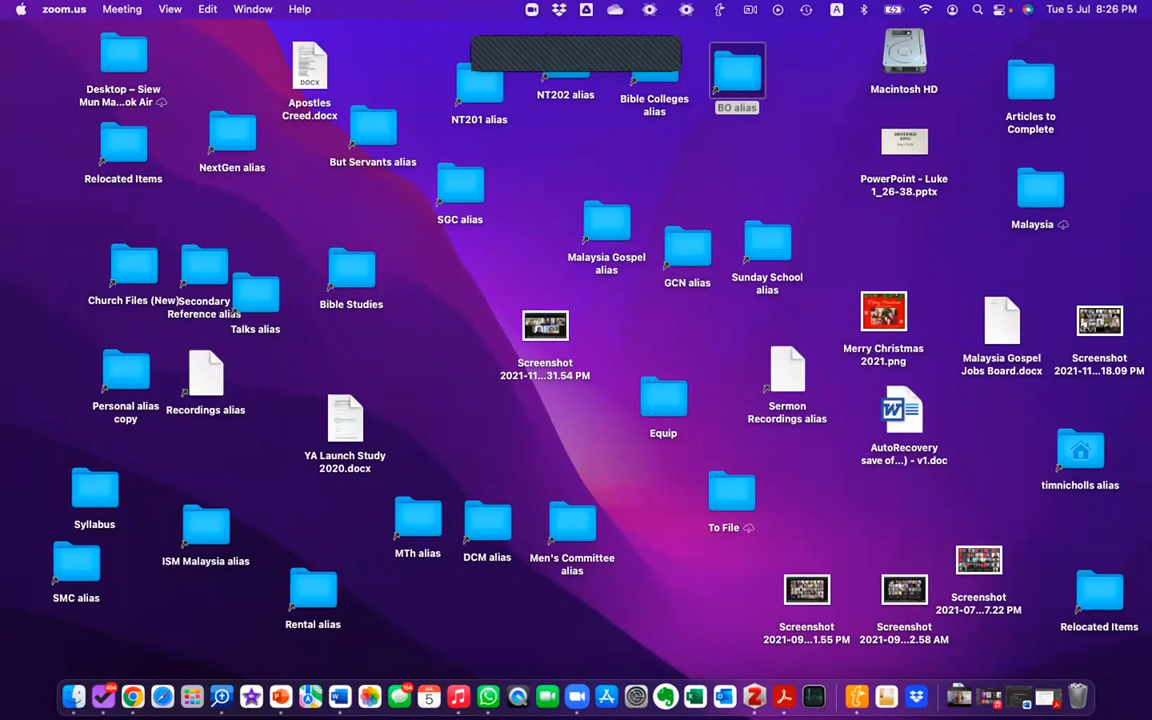 zoom.us Meeting View Edit Window Help
A
Tue 5 Jul 8:26 PM
Desktop – Siew
Mun Ma...ok Air
Relocated Items
NextGen alias
DOCX
Apostles
Creed.docx
But Servants alias
NT201 alias
NT202 alias
Bible Colleges
alias
BO alias
Macintosh HD
Articles to
Complete
PowerPoint - Luke
1_26-38.pptx
Malaysia
SGC alias
Malaysia Gospel
alias
GCN alias
Sunday School
alias
Church Files (New)
Secondary
Reference alias
Talks alias
Bible Studies
Screenshot
2021-11...31.54 PM
Merry Christmas
2021.png
Malaysia Gospel
Jobs Board.docx
Screenshot
2021-11...18.09 PM
Personal alias
copy
Recordings alias
YA Launch Study
2020.docx
Equip
Sermon
Recordings alias
AutoRecovery
save of...) - v1.doc
timnicholls alias
Syllabus
ISM Malaysia alias
MTh alias
DCM alias
Men's Committee
alias
To File
SMC alias
Rental alias
Screenshot
2021-09...1.55 PM
Screenshot
2021-09...2.58 AM
Screenshot
2021-07...7.22 PM
Relocated Items